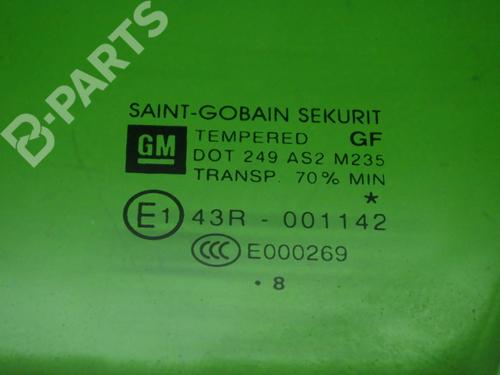 B-PARTS
SAINT-GOBAIN SEKURIT
GM TEMPERED GF
DOT 249 AS2 M235
TRANSP. 70% MIN
*
E1 43R - 001142
CCC E000269
. 8
B-PARTS